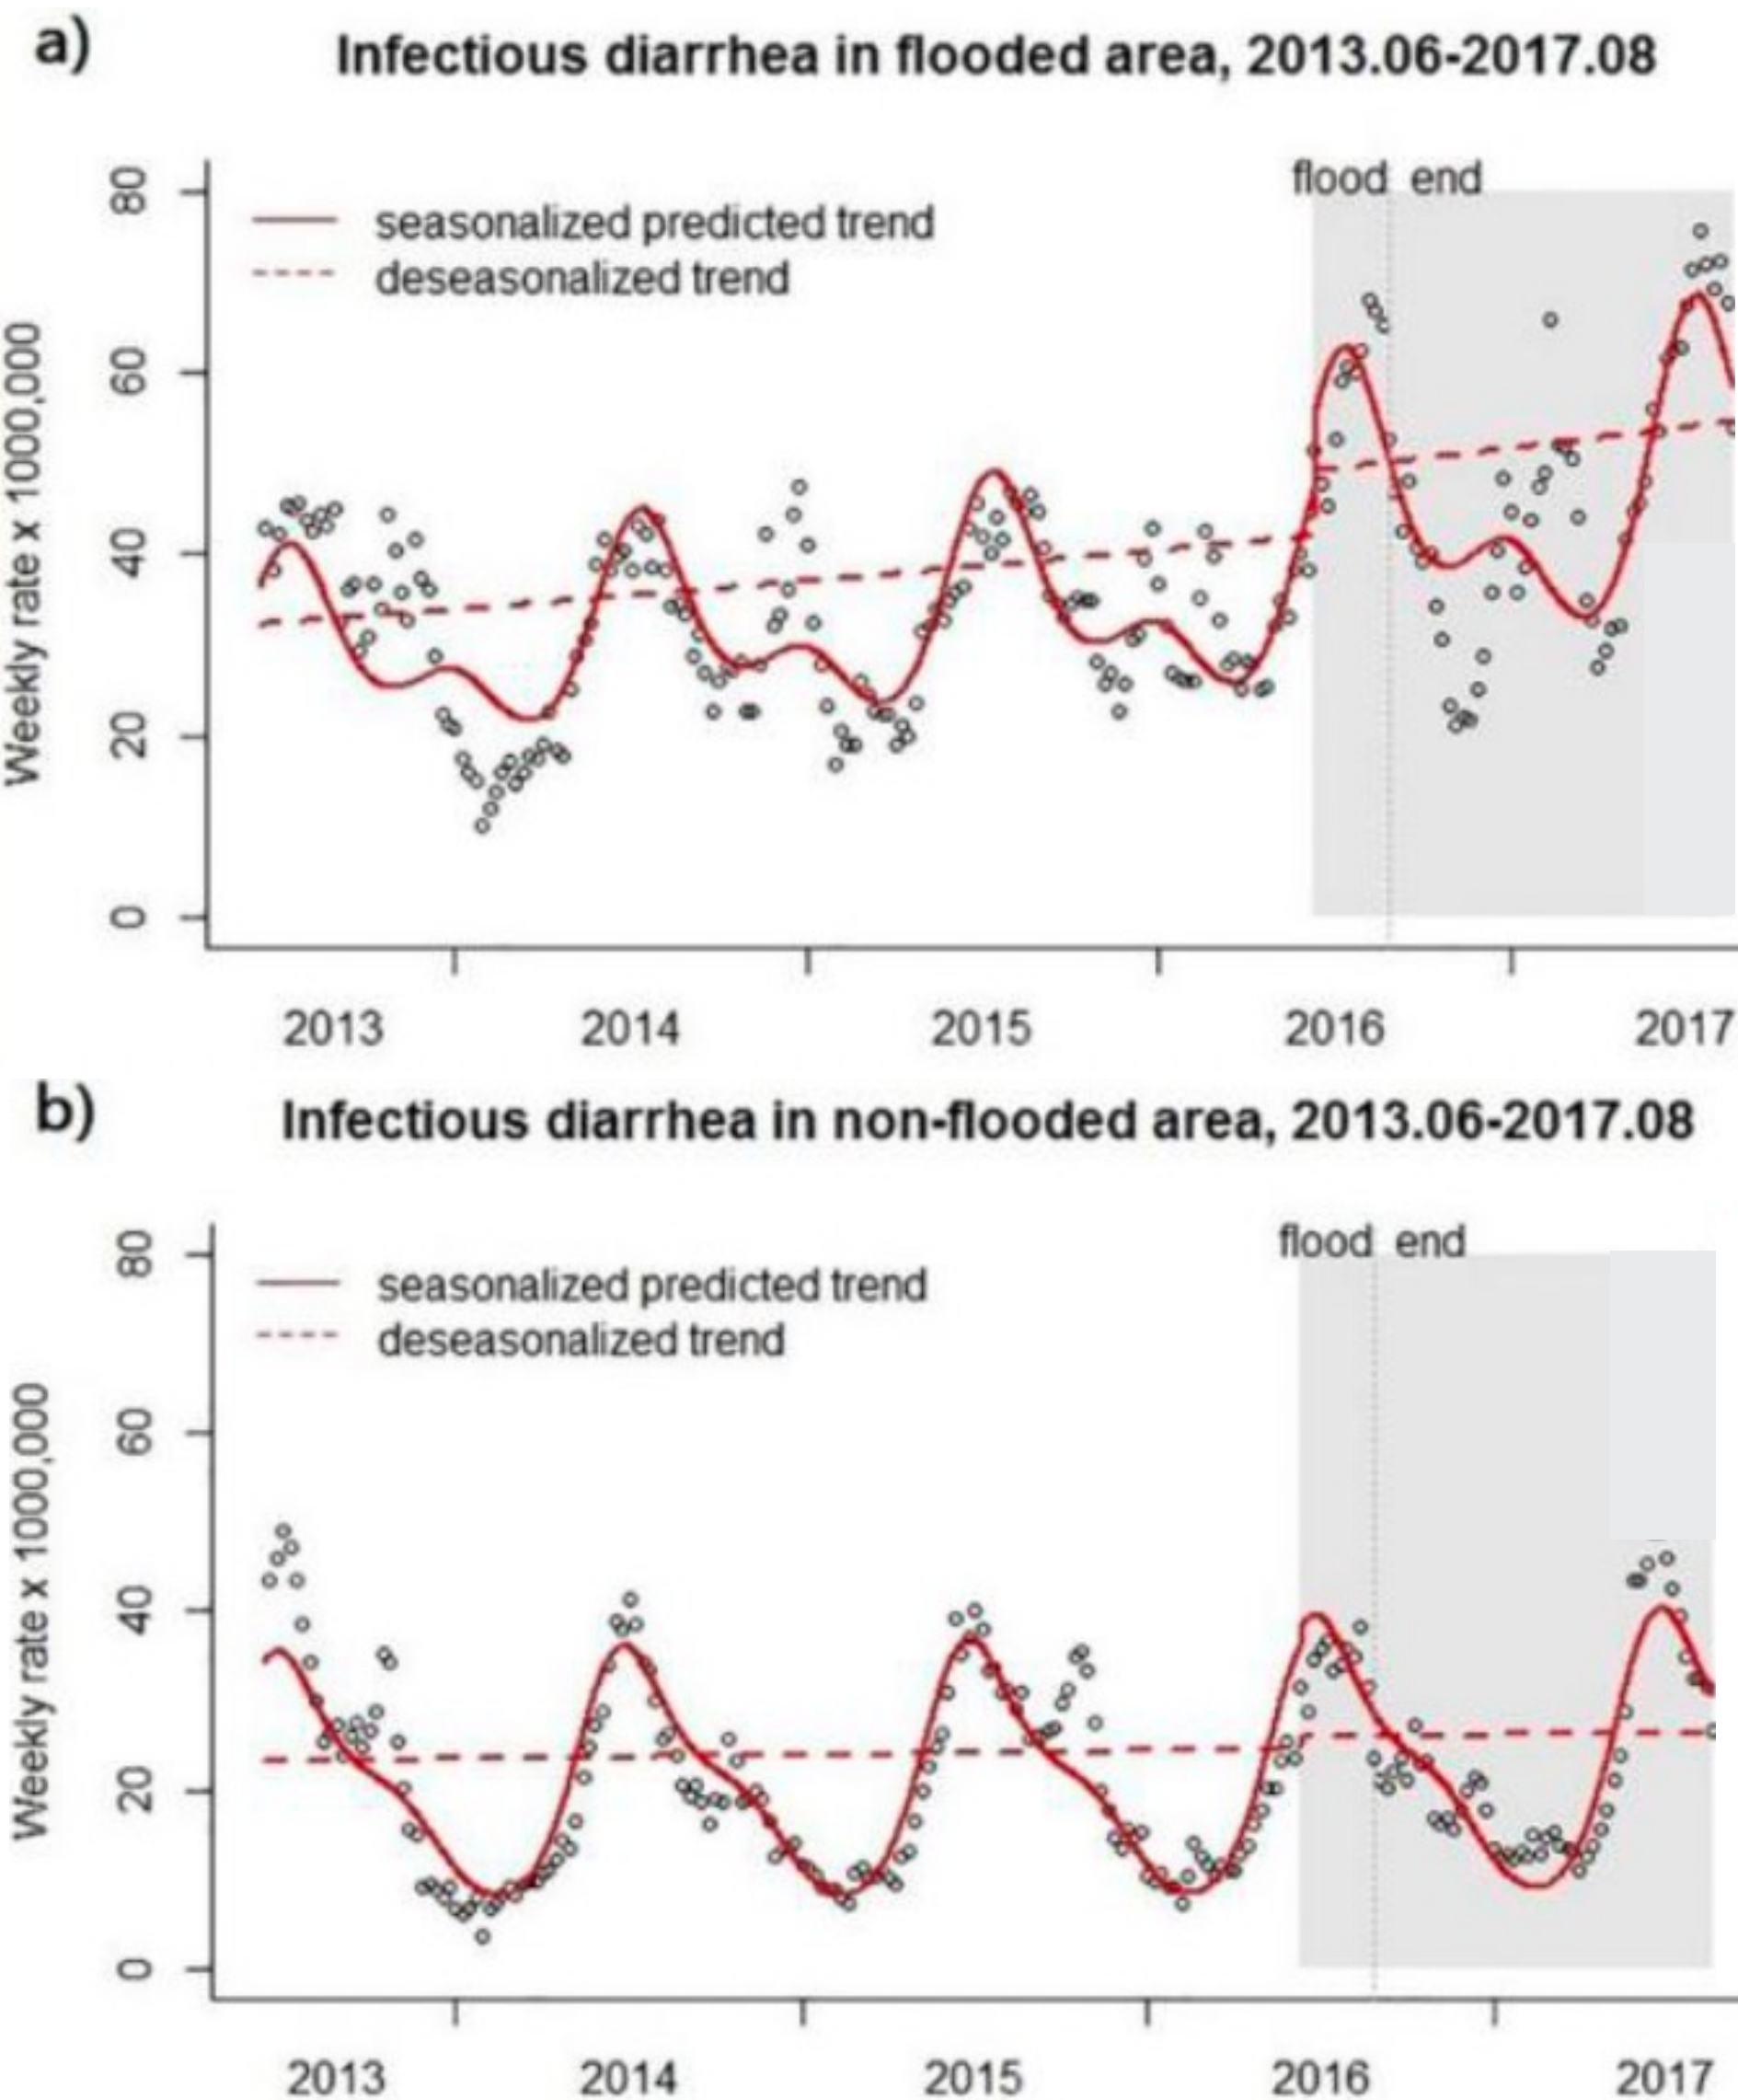 a)
Infectious diarrhea in flooded area, 2013.06-2017.08
flood end
seasonalized predicted trend
deseasonalized trend
Weekly rate x 1000,000
80
60
40
20
0
2013 2014 2015 2016 2017
b)
Infectious diarrhea in non-flooded area, 2013.06-2017.08
flood end
seasonalized predicted trend
deseasonalized trend
Weekly rate x 1000,000
80
60
40
20
0
2013 2014 2015 2016 2017